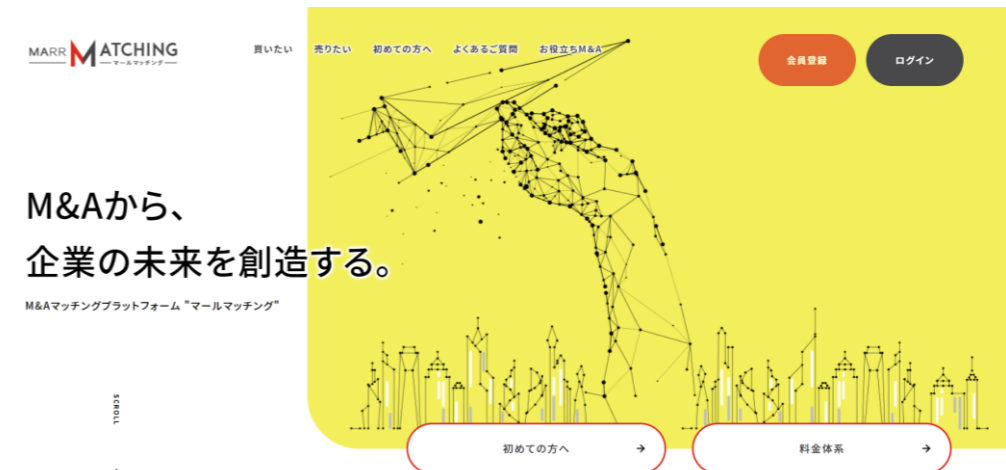 MARR MATCHING
マールマッチング
買いたい 売りたい 初めての方へ よくあるご質問 お役立ちM&A
会員登録 ログイン
M&Aから、
企業の未来を創造する。
M&Aマッチングプラットフォーム "マールマッチング"
SCROLL
初めての方へ → 料金体系 →